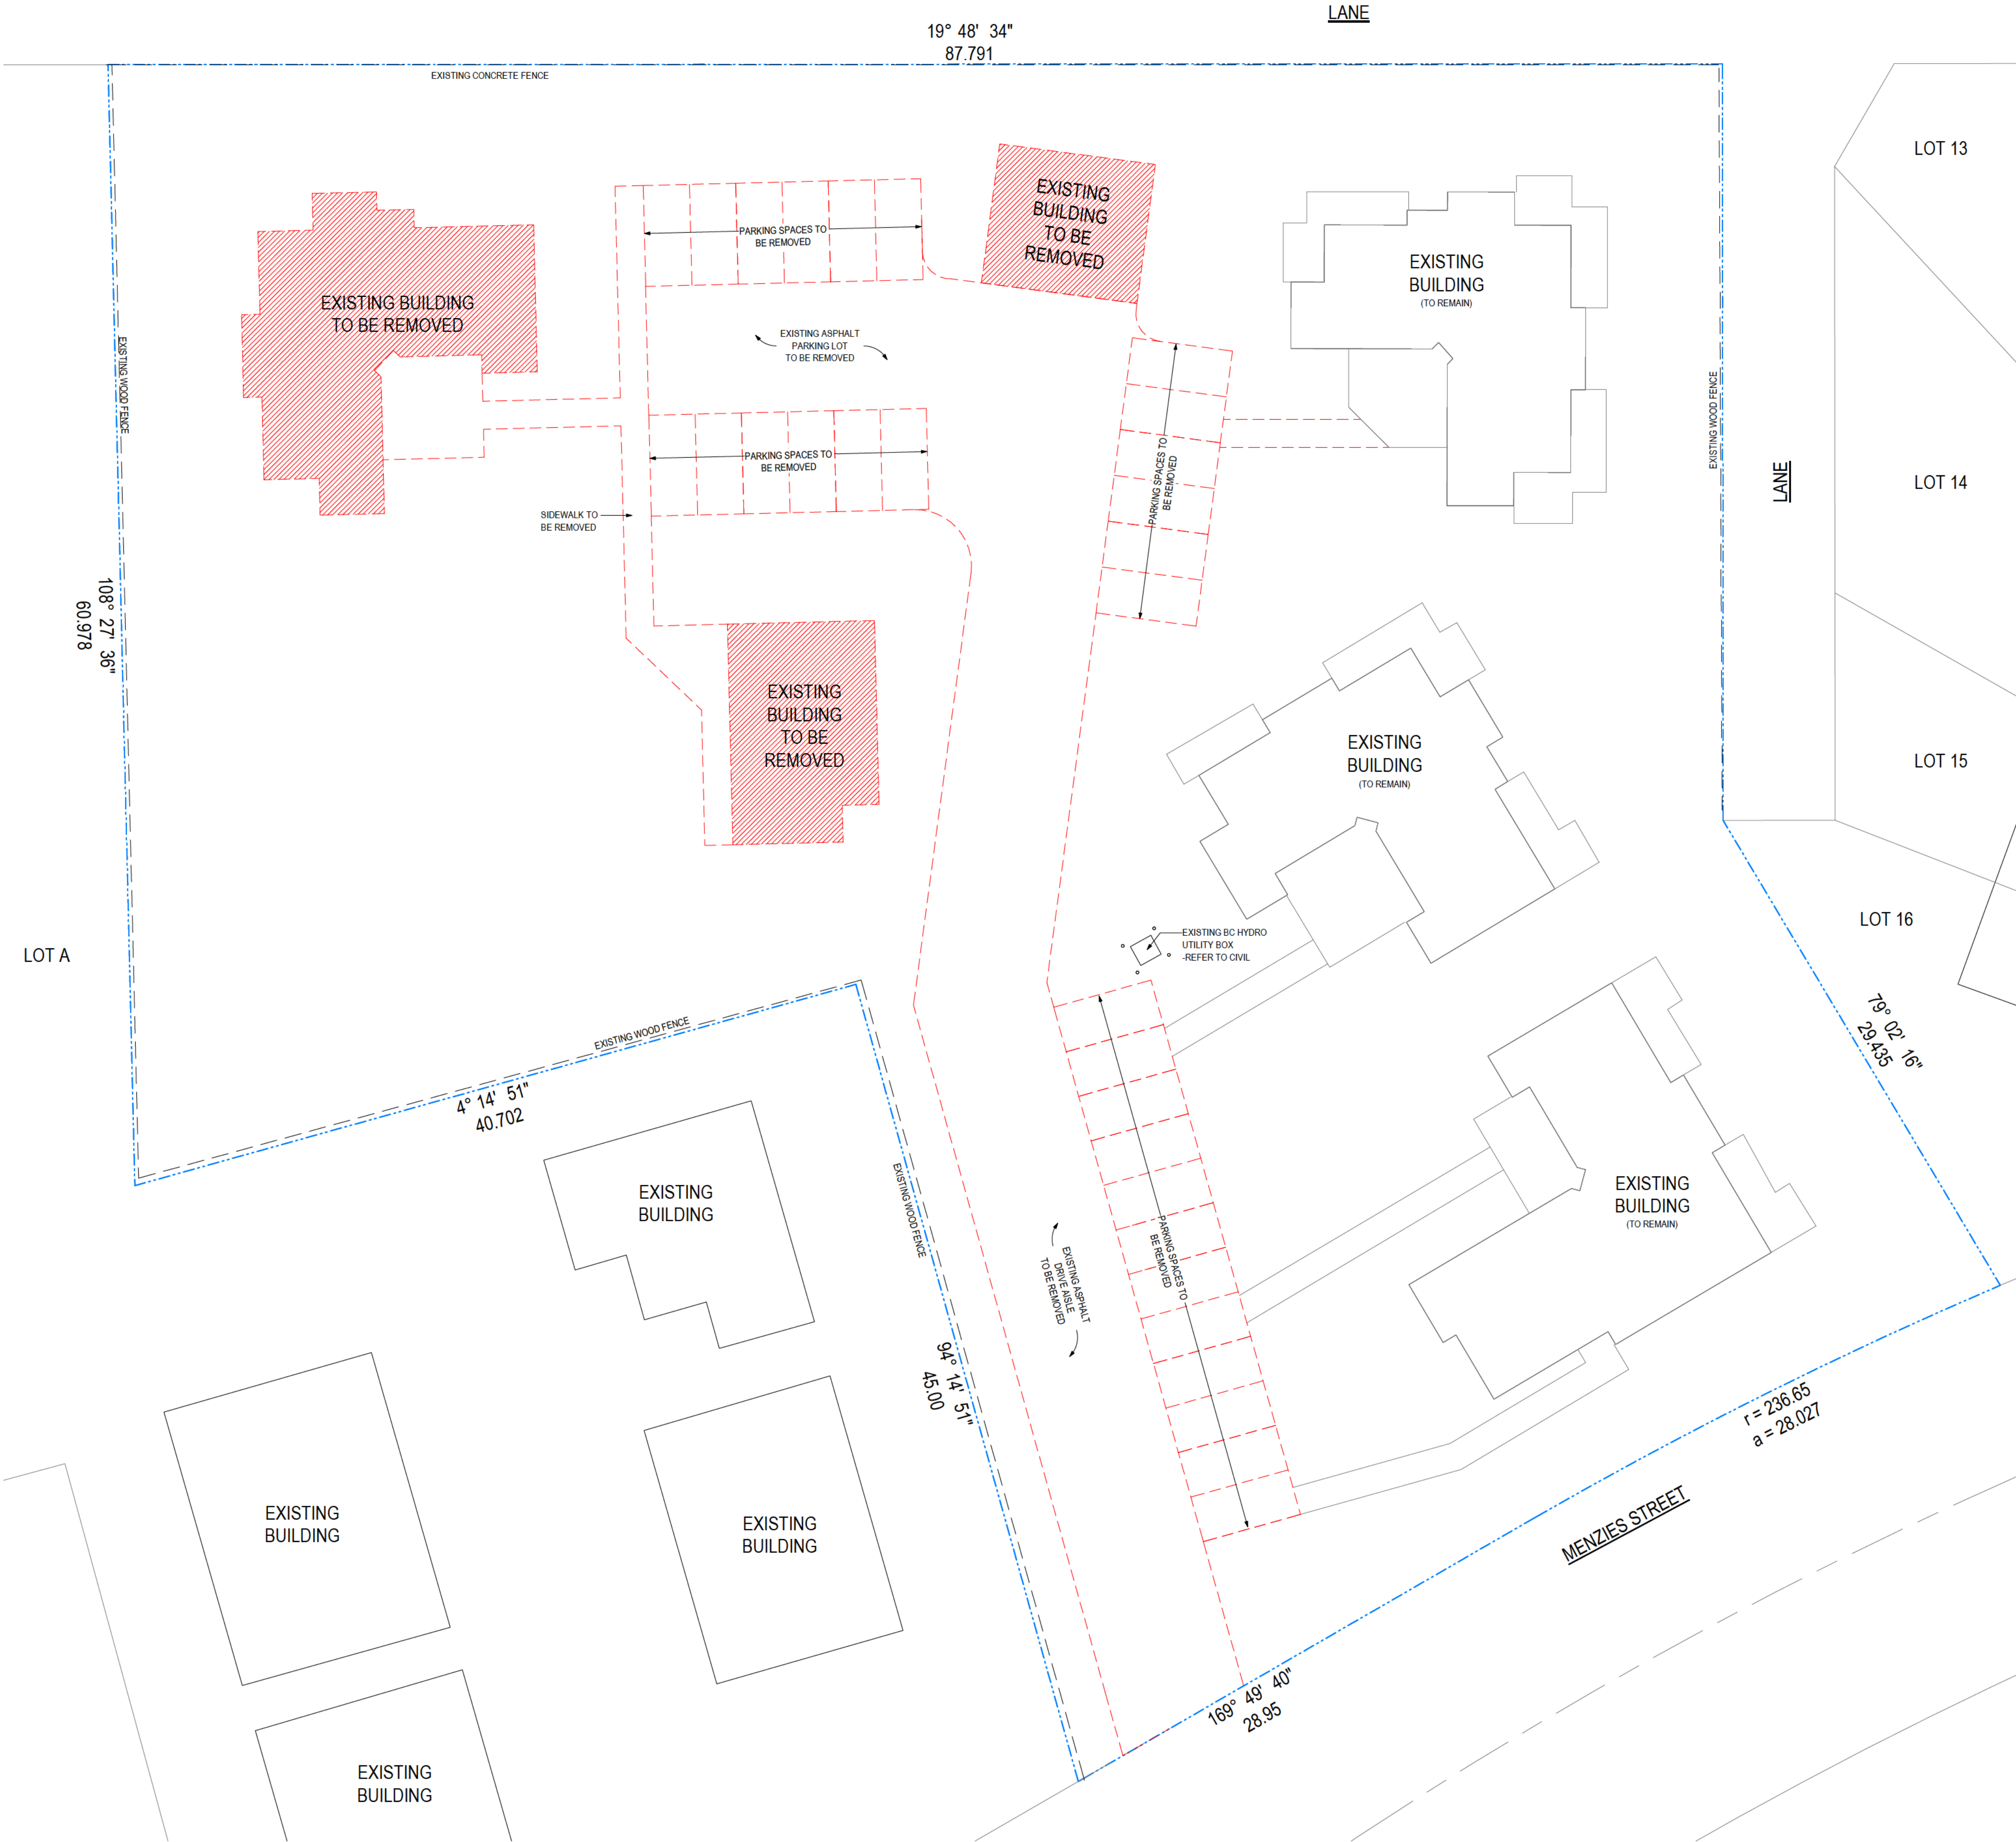 LANE
19° 48' 34"
87.791
EXISTING CONCRETE FENCE
LOT 13
EXISTING
BUILDING
TO BE
REMOVED
PARKING SPACES TO
BE REMOVED
EXISTING
BUILDING
(TO REMAIN)
EXISTING BUILDING
TO BE REMOVED
EXISTING ASPHALT
PARKING LOT
TO BE REMOVED
EXISTING WOOD FENCE
EXISTING WOOD FENCE
PARKING SPACES TO
BE REMOVED
PARKING SPACES TO
BE REMOVED
LANE
LOT 14
SIDEWALK TO
BE REMOVED
108° 27' 36"
60.978
EXISTING
BUILDING
TO BE
REMOVED
EXISTING
BUILDING
(TO REMAIN)
LOT 15
LOT 16
LOT A
EXISTING BC HYDRO
UTILITY BOX
-REFER TO CIVIL
EXISTING WOOD FENCE
79° 02' 16"
29.435
4° 14' 51"
40.702
EXISTING
BUILDING
EXISTING WOOD FENCE
EXISTING
BUILDING
(TO REMAIN)
PARKING SPACES TO
BE REMOVED
EXISTING ASPHALT
DRIVE AISLE
TO BE REMOVED
94° 14' 51"
45.00
r = 236.65
a = 28.027
EXISTING
BUILDING
EXISTING
BUILDING
MENZIES STREET
169° 49' 40"
28.95
EXISTING
BUILDING